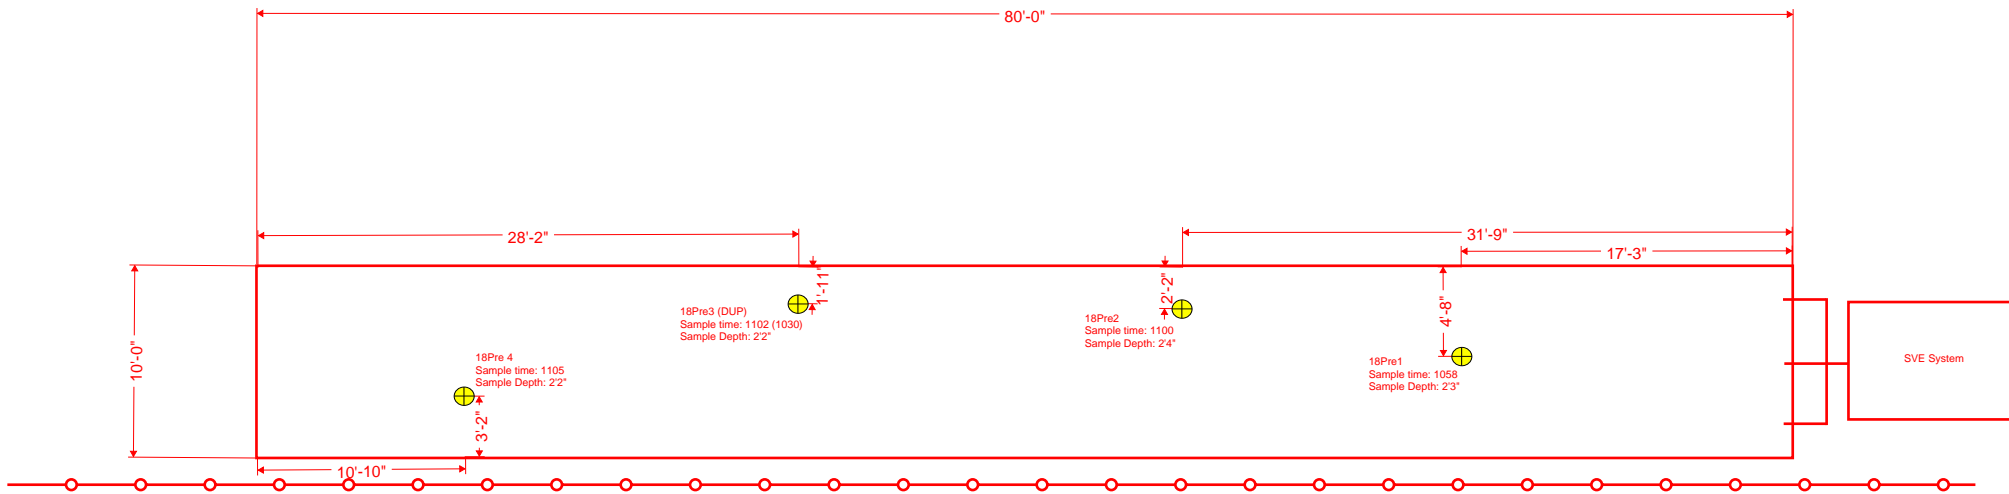 80'-0"
28'-2"
31'-9"
17'-3"
1'-11"
2'-2"
4'-8"
10'-0"
18Pre3 (DUP)
Sample time: 1102 (1030)
Sample Depth: 2'2"
18Pre2
Sample time: 1100
Sample Depth: 2'4"
18Pre1
Sample time: 1058
Sample Depth: 2'3"
SVE System
18Pre 4
Sample time: 1105
Sample Depth: 2'2"
3'-2"
10'-10"